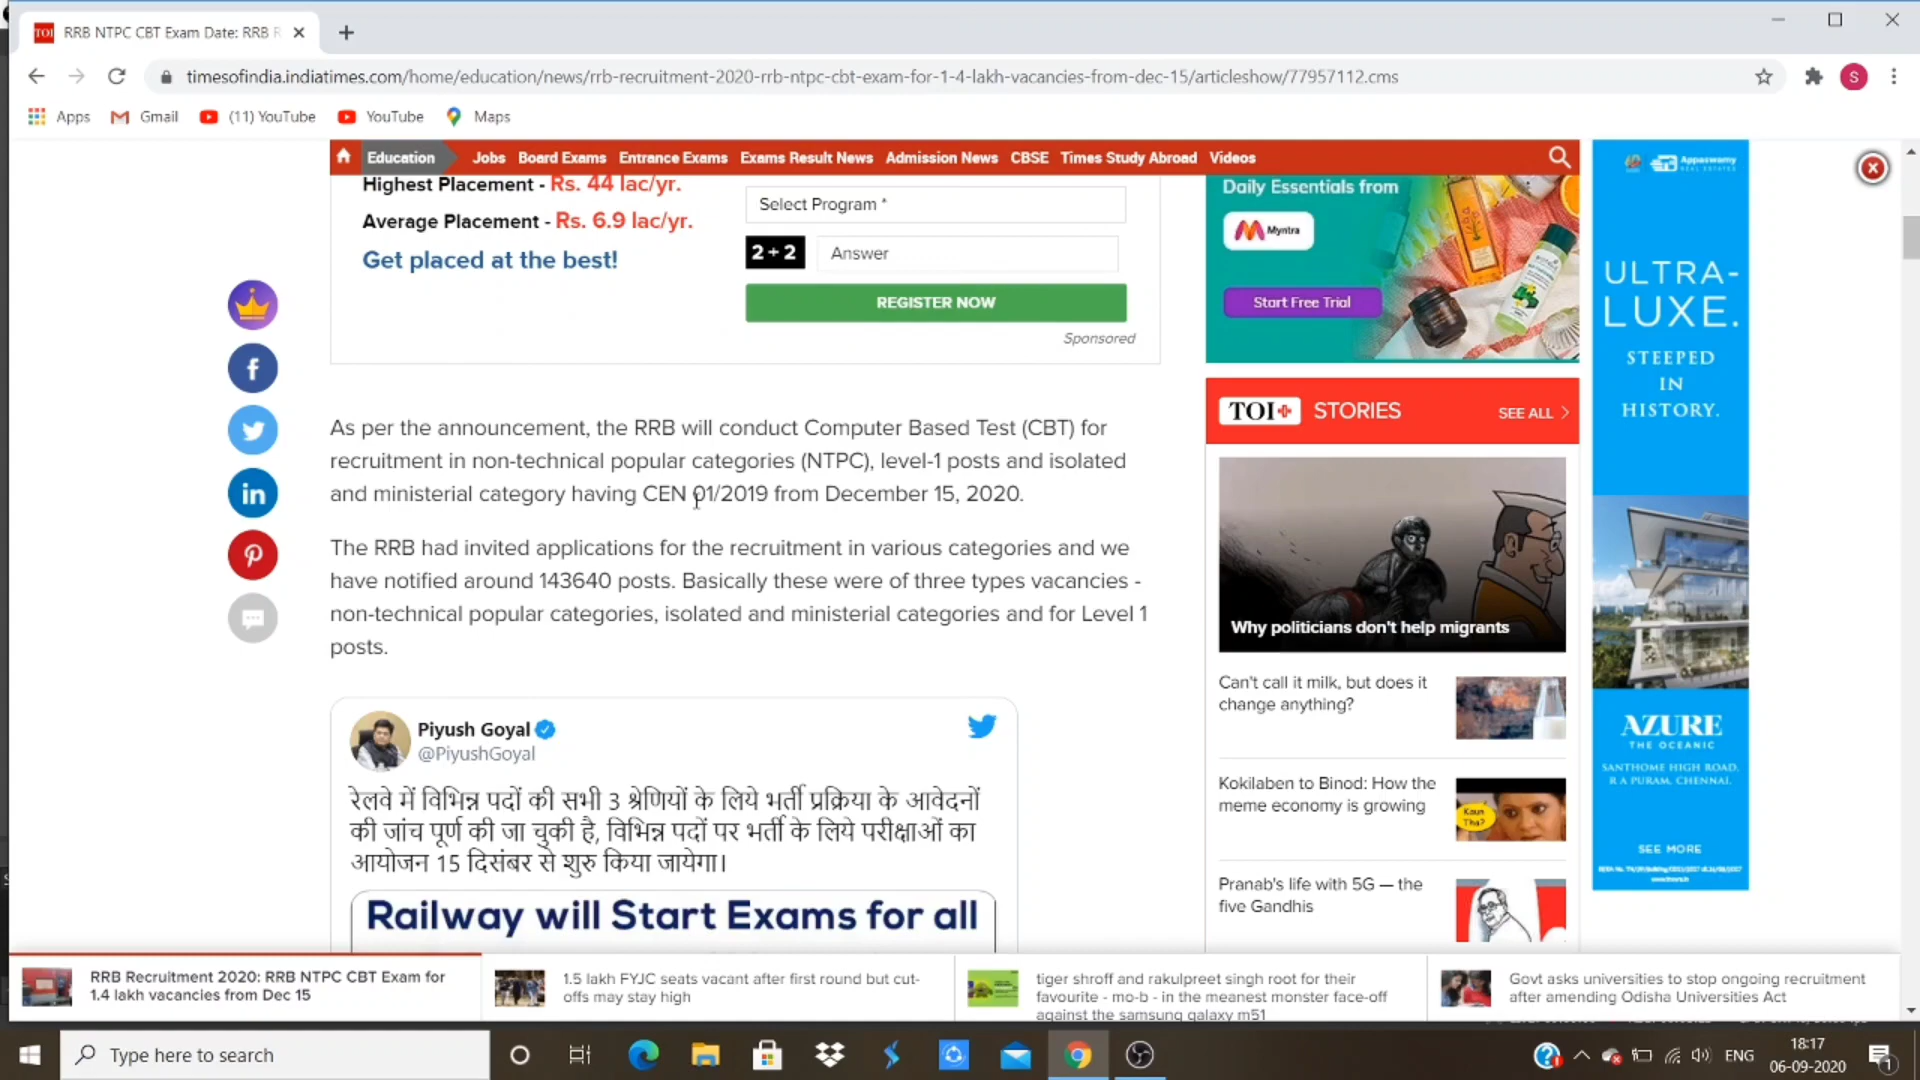 TOI RRB NTPC CBT Exam Date: RRB R
timesofindia.indiatimes.com/home/education/news/rrb-recruitment-2020-rrb-ntpc-cbt-exam-for-1-4-lakh-vacancies-from-dec-15/articleshow/77957112.cms
S
Apps Gmail (11) YouTube YouTube Maps
Education Jobs Board Exams Entrance Exams Exams Result News Admission News CBSE Times Study Abroad Videos
Highest Placement - Rs. 44 lac/yr.
Average Placement - Rs. 6.9 lac/yr.
Get placed at the best!
Select Program *
2 + 2 Answer
REGISTER NOW
Sponsored
Daily Essentials from
Myntra
Start Free Trial
Appaswamy
REAL ESTATES
ULTRA-
LUXE.
STEEPED
IN
HISTORY.
AZURE
THE OCEANIC
SANTHOME HIGH ROAD,
R A PURAM, CHENNAI.
SEE MORE
As per the announcement, the RRB will conduct Computer Based Test (CBT) for
recruitment in non-technical popular categories (NTPC), level-1 posts and isolated
and ministerial category having CEN 01/2019 from December 15, 2020.
The RRB had invited applications for the recruitment in various categories and we
have notified around 143640 posts. Basically these were of three types vacancies -
non-technical popular categories, isolated and ministerial categories and for Level 1
posts.
Piyush Goyal
@PiyushGoyal
रेलवे में विभिन्न पदों की सभी 3 श्रेणियों के लिये भर्ती प्रक्रिया के आवेदनों
की जांच पूर्ण की जा चुकी है, विभिन्न पदों पर भर्ती के लिये परीक्षाओं का
आयोजन 15 दिसंबर से शुरु किया जायेगा।
Railway will Start Exams for all
TOI+ STORIES SEE ALL
Why politicians don't help migrants
Can't call it milk, but does it
change anything?
Kokilaben to Binod: How the
meme economy is growing
Kaun
Tha?
Pranab's life with 5G — the
five Gandhis
RRB Recruitment 2020: RRB NTPC CBT Exam for
1.4 lakh vacancies from Dec 15
1.5 lakh FYJC seats vacant after first round but cut-
offs may stay high
tiger shroff and rakulpreet singh root for their
favourite - mo-b - in the meanest monster face-off
against the samsung galaxy m51
Govt asks universities to stop ongoing recruitment
after amending Odisha Universities Act
Type here to search
ENG
18:17
06-09-2020
1